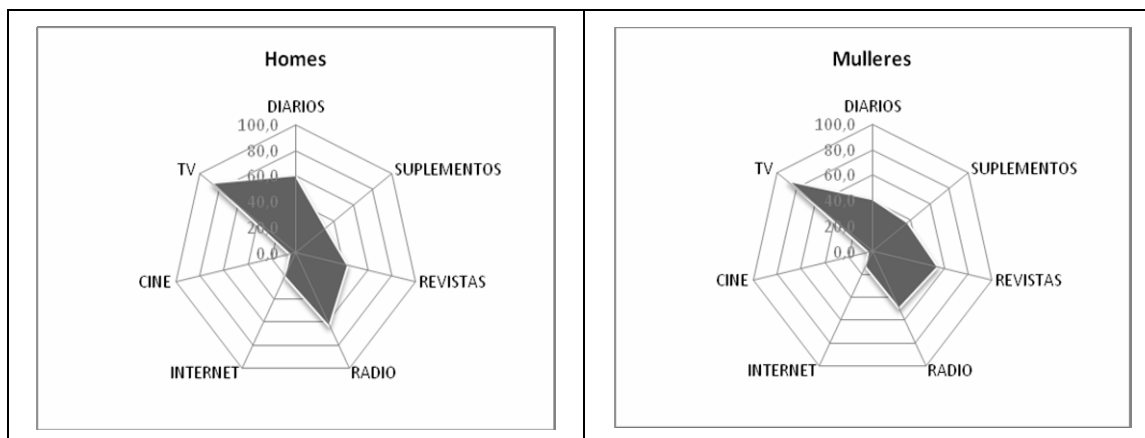 Homes
DIARIOS
100,0
80,0
60,0
40,0
20,0
0,0
TV
SUPLEMENTOS
CINE
REVISTAS
INTERNET
RADIO
Mulleres
DIARIOS
100,0
80,0
60,0
40,0
20,0
0,0
TV
SUPLEMENTOS
CINE
REVISTAS
INTERNET
RADIO